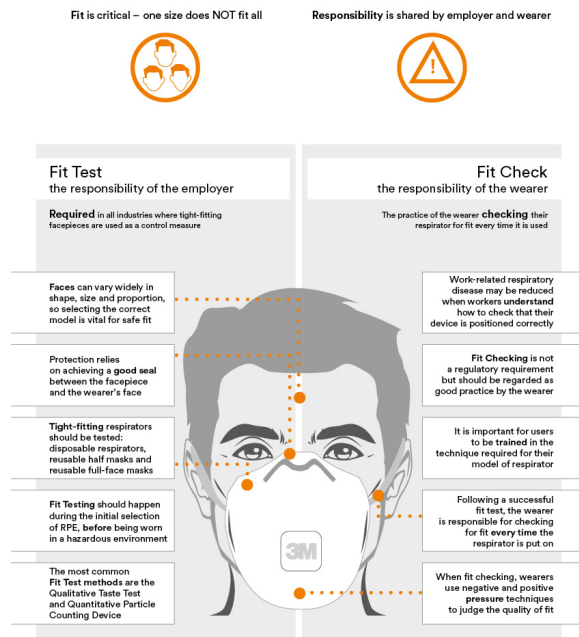 Fit is critical – one size does NOT fit all
Responsibility is shared by employer and wearer
Fit Test
the responsibility of the employer
Required in all industries where tight-fitting
facepieces are used as a control measure
Faces can vary widely in
shape, size and proportion,
so selecting the correct
model is vital for safe fit
Protection relies
on achieving a good seal
between the facepiece
and the wearer's face
Tight-fitting respirators
should be tested:
disposable respirators,
reusable half masks and
reusable full-face masks
Fit Testing should happen
during the initial selection
of RPE, before being worn
in a hazardous environment
The most common
Fit Test methods are the
Qualitative Taste Test
and Quantitative Particle
Counting Device
Fit Check
the responsibility of the wearer
The practice of the wearer checking their
respirator for fit every time it is used
Work-related respiratory
disease may be reduced
when workers understand
how to check that their
device is positioned correctly
Fit Checking is not
a regulatory requirement
but should be regarded as
good practice by the wearer
It is important for users
to be trained in the
technique required for their
model of respirator
Following a successful
fit test, the wearer
is responsible for checking
for fit every time the
respirator is put on
When fit checking, wearers
use negative and positive
pressure techniques
to judge the quality of fit
3M